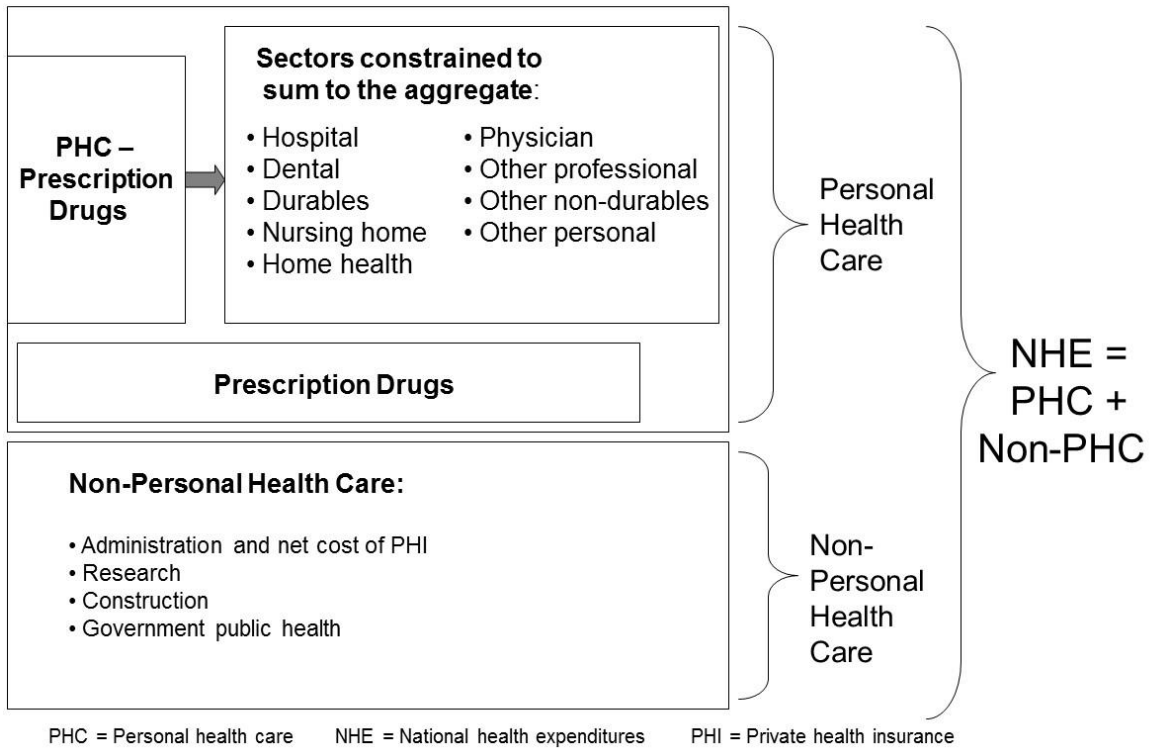 PHC –
Prescription
Drugs
Sectors constrained to
sum to the aggregate:
• Hospital
• Dental
• Durables
• Nursing home
• Home health
• Physician
• Other professional
• Other non-durables
• Other personal
Prescription Drugs
Personal
Health
Care
Non-Personal Health Care:
• Administration and net cost of PHI
• Research
• Construction
• Government public health
Non-
Personal
Health
Care
NHE =
PHC +
Non-PHC
PHC = Personal health care NHE = National health expenditures PHI = Private health insurance